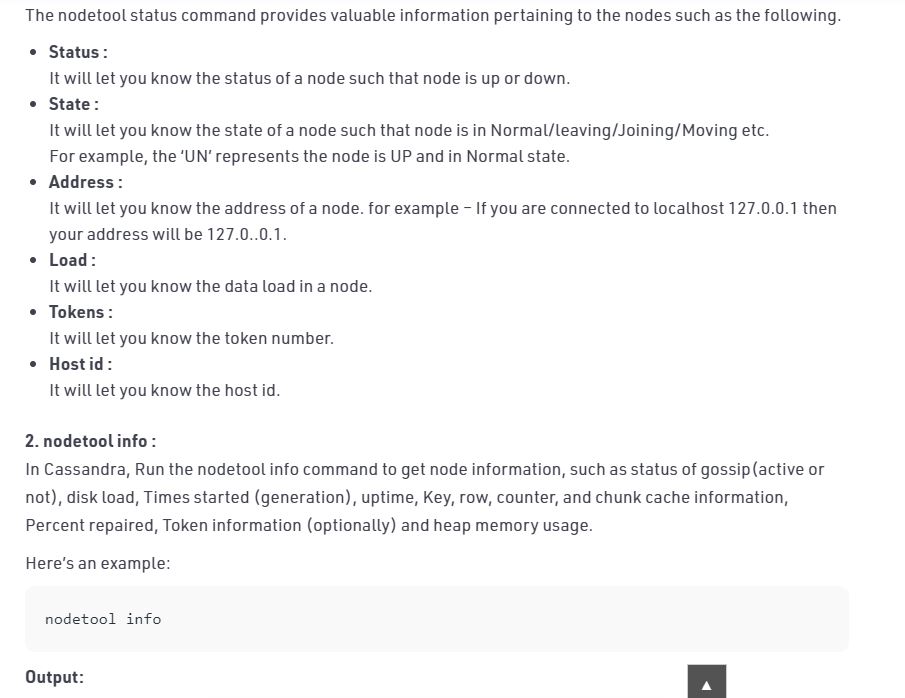 The nodetool status command provides valuable information pertaining to the nodes such as the following.
• Status :
It will let you know the status of a node such that node is up or down.
• State :
It will let you know the state of a node such that node is in Normal/leaving/Joining/Moving etc.
For example, the ‘UN’ represents the node is UP and in Normal state.
• Address :
It will let you know the address of a node. for example – If you are connected to localhost 127.0.0.1 then
your address will be 127.0..0.1.
• Load :
It will let you know the data load in a node.
• Tokens :
It will let you know the token number.
• Host id :
It will let you know the host id.
2. nodetool info :
In Cassandra, Run the nodetool info command to get node information, such as status of gossip(active or
not), disk load, Times started (generation), uptime, Key, row, counter, and chunk cache information,
Percent repaired, Token information (optionally) and heap memory usage.
Here’s an example:
nodetool info
Output: